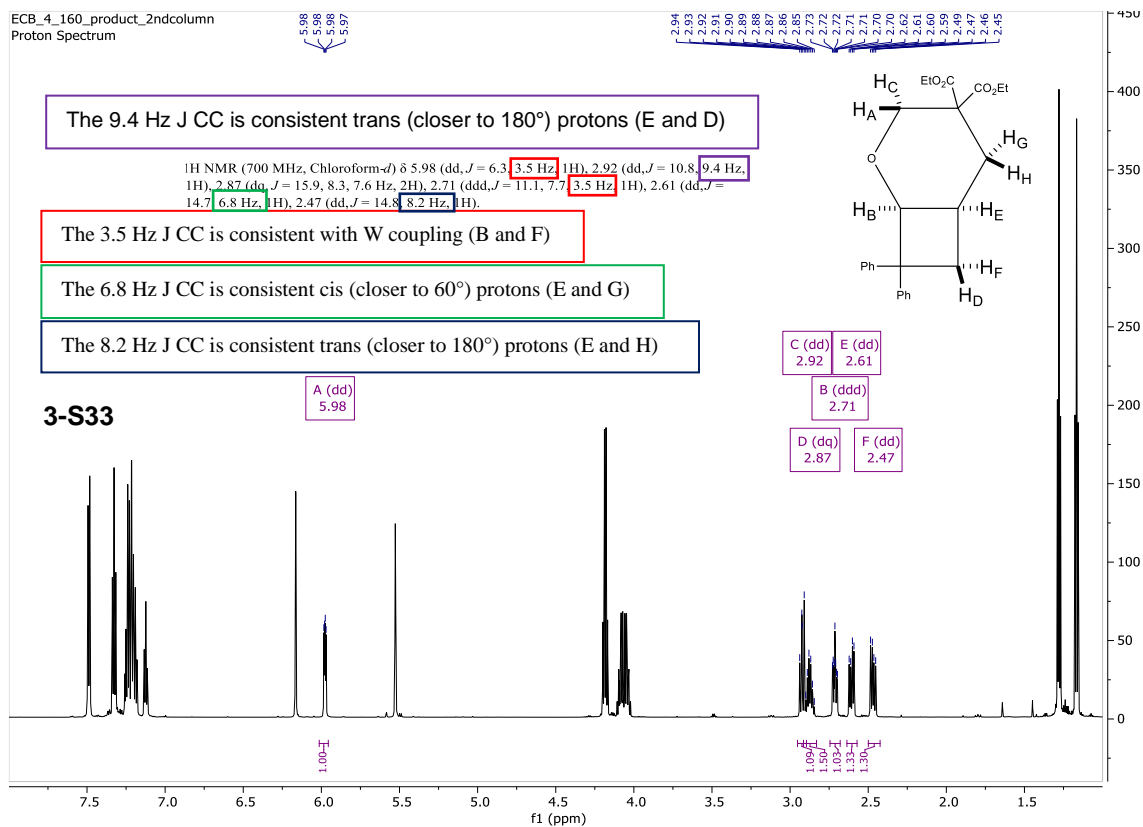 ECB_4_160_product_2ndcolumn
Proton Spectrum
5.98
5.98
5.98
5.97
2.94
2.93
2.92
2.91
2.90
2.89
2.88
2.87
2.86
2.85
2.73
2.72
2.72
2.71
2.71
2.70
2.70
2.62
2.61
2.60
2.59
2.49
2.47
2.46
2.45
The 9.4 Hz J CC is consistent trans (closer to 180°) protons (E and D)
1H NMR (700 MHz, Chloroform-d) δ 5.98 (dd, J = 6.3, 3.5 Hz, 1H), 2.92 (dd, J = 10.8, 9.4 Hz,
1H), 2.87 (dq, J = 15.9, 8.3, 7.6 Hz, 2H), 2.71 (ddd, J = 11.1, 7.7, 3.5 Hz, 1H), 2.61 (dd, J =
14.7, 6.8 Hz, 1H), 2.47 (dd, J = 14.8, 8.2 Hz, 1H).
The 3.5 Hz J CC is consistent with W coupling (B and F)
The 6.8 Hz J CC is consistent cis (closer to 60°) protons (E and G)
The 8.2 Hz J CC is consistent trans (closer to 180°) protons (E and H)
HC
EtO2C
CO2Et
HA
HG
HH
O
HB
HE
Ph
HF
Ph
HD
3-S33
A (dd)
5.98
C (dd)
2.92
E (dd)
2.61
B (ddd)
2.71
D (dq)
2.87
F (dd)
2.47
450
400
350
300
250
200
150
100
50
0
1.00
1.09
1.50
1.03
1.33
1.30
7.5
7.0
6.5
6.0
5.5
5.0
4.5
4.0
3.5
3.0
2.5
2.0
1.5
f1 (ppm)